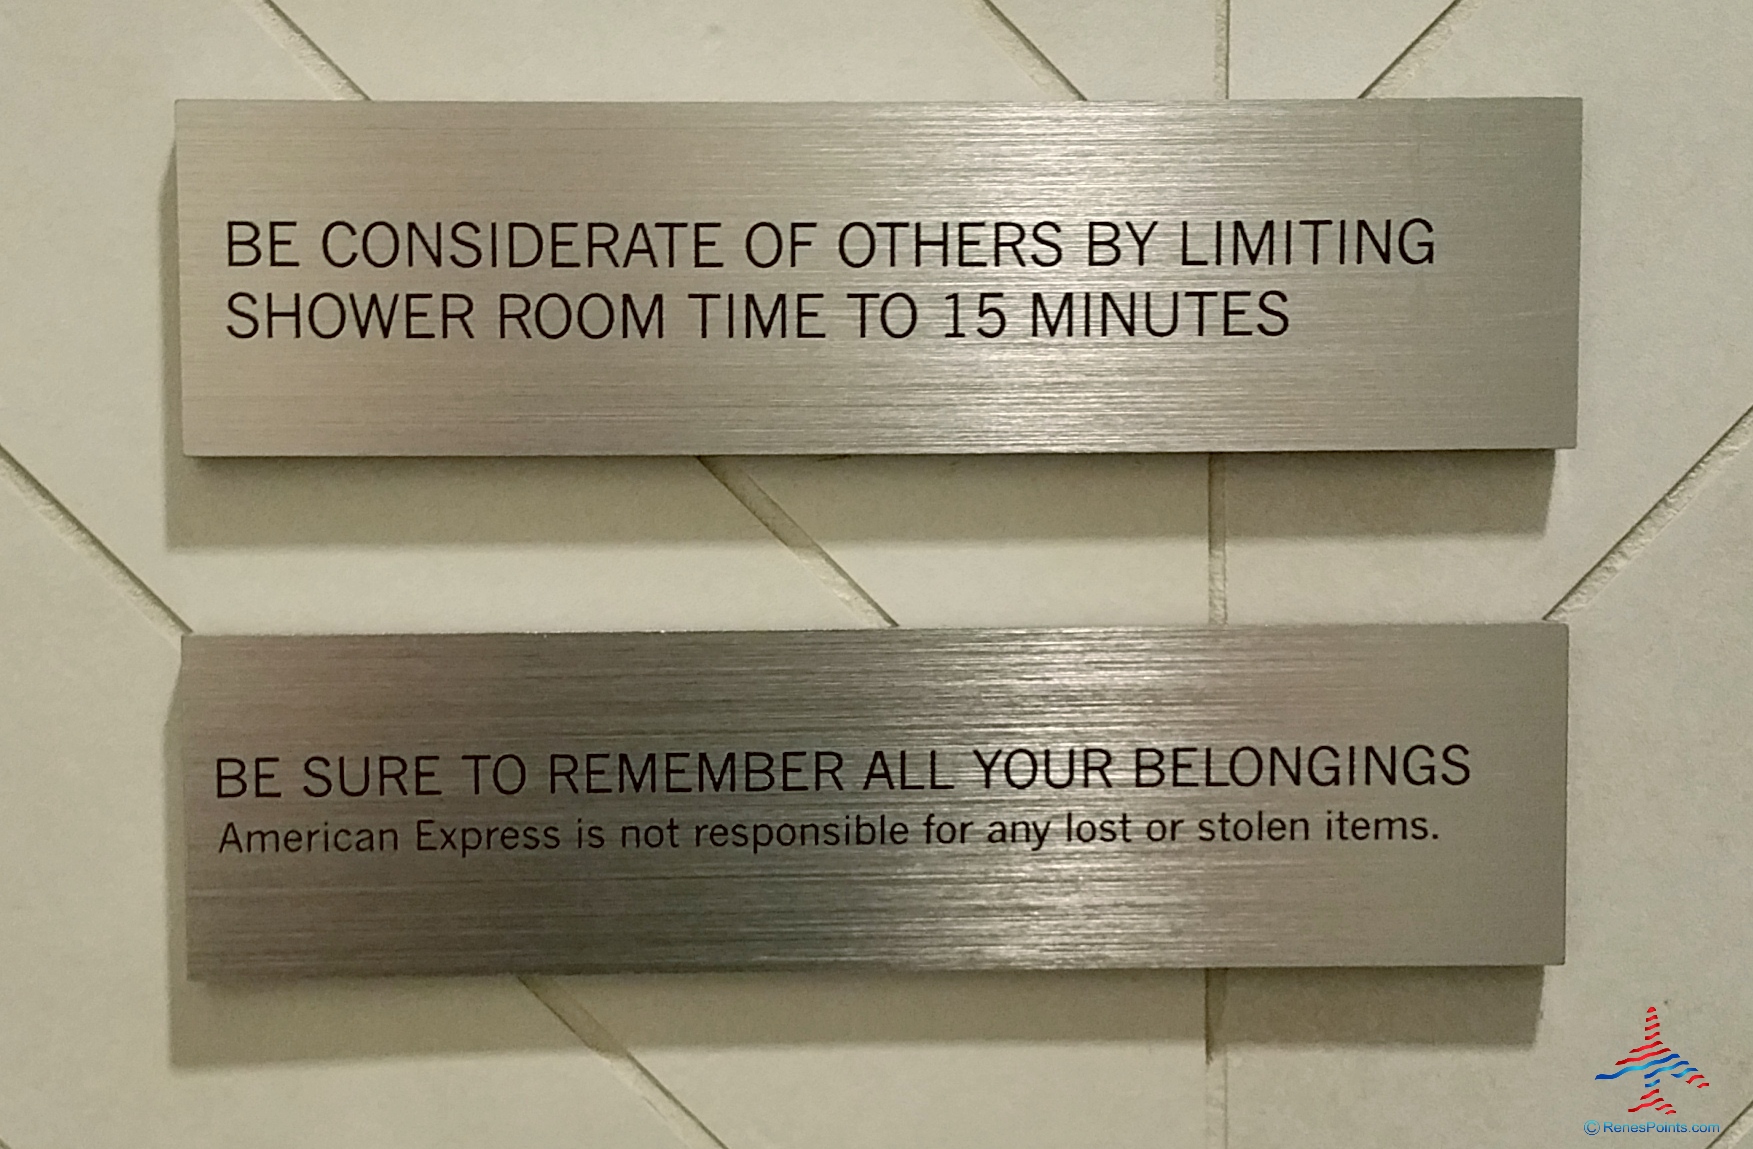 BE CONSIDERATE OF OTHERS BY LIMITING
SHOWER ROOM TIME TO 15 MINUTES
BE SURE TO REMEMBER ALL YOUR BELONGINGS
American Express is not responsible for any lost or stolen items.
© RenesPoints.com